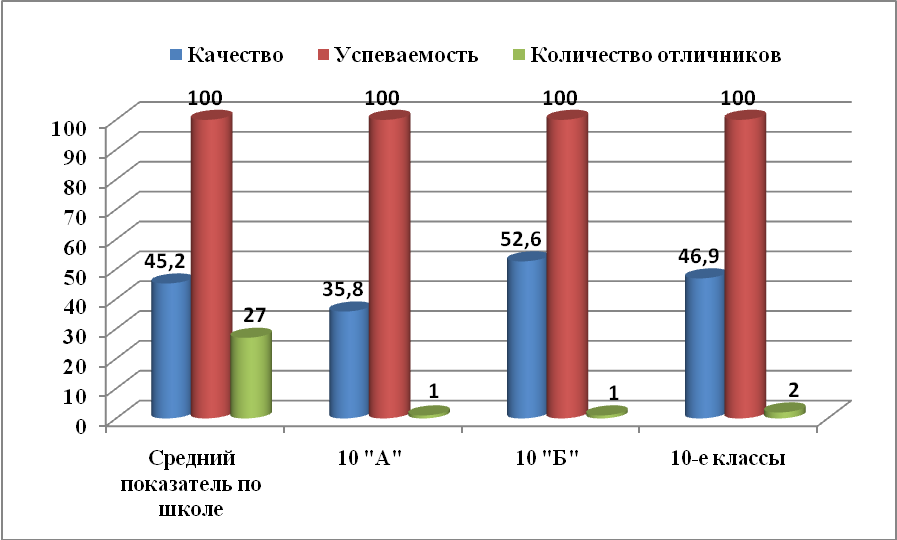 Качество Успеваемость Количество отличников
100 100 100 100
100
90
80
70
60
50
40
30
20
10
0
45,2
27
35,8
1
52,6
1
46,9
2
Средний
показатель по
школе
10 "А"
10 "Б"
10-е классы